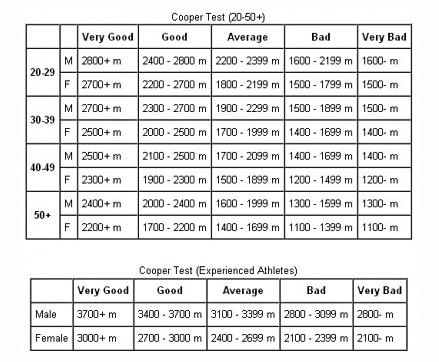 Cooper Test (20-50+)
Very Good Good Average Bad Very Bad
20-29 M 2800+ m 2400 - 2800 m 2200 - 2399 m 1600 - 2199 m 1600- m
F 2700+ m 2200 - 2700 m 1800 - 2199 m 1500 - 1799 m 1500- m
30-39 M 2700+ m 2300 - 2700 m 1900 - 2299 m 1500 - 1899 m 1500- m
F 2500+ m 2000 - 2500 m 1700 - 1999 m 1400 - 1699 m 1400- m
40-49 M 2500+ m 2100 - 2500 m 1700 - 2099 m 1400 - 1699 m 1400- m
F 2300+ m 1900 - 2300 m 1500 - 1899 m 1200 - 1499 m 1200- m
50+ M 2400+ m 2000 - 2400 m 1600 - 1999 m 1300 - 1599 m 1300- m
F 2200+ m 1700 - 2200 m 1400 - 1699 m 1100 - 1399 m 1100- m
Cooper Test (Experienced Athletes)
Very Good Good Average Bad Very Bad
Male 3700+ m 3400 - 3700 m 3100 - 3399 m 2800 - 3099 m 2800- m
Female 3000+ m 2700 - 3000 m 2400 - 2699 m 2100 - 2399 m 2100- m